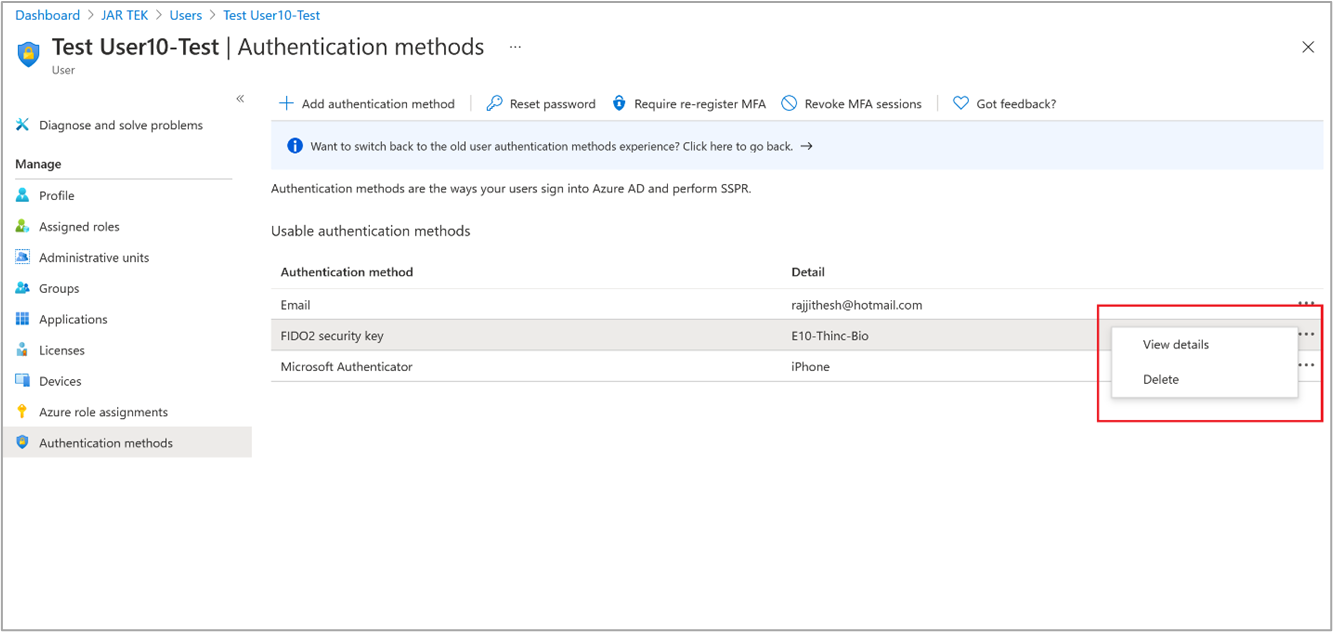 Dashboard > JAR TEK > Users > Test User10-Test
Test User10-Test | Authentication methods ...
User
«
Diagnose and solve problems
Manage
Profile
Assigned roles
Administrative units
Groups
Applications
Licenses
Devices
Azure role assignments
Authentication methods
Add authentication method | Reset password Require re-register MFA Revoke MFA sessions | Got feedback?
Want to switch back to the old user authentication methods experience? Click here to go back. →
Authentication methods are the ways your users sign into Azure AD and perform SSPR.
Usable authentication methods
Authentication method Detail
Email rajjithesh@hotmail.com ...
FIDO2 security key E10-Thinc-Bio ...
Microsoft Authenticator iPhone ...
View details
Delete